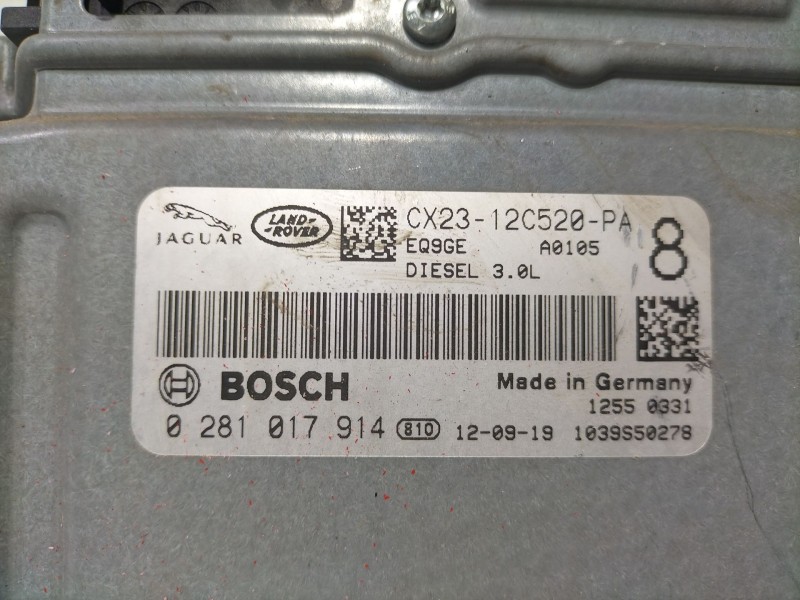 JAGUAR
LAND-
-ROVER
CX23-12C520-PA
EQ9GE A0105
DIESEL 3.0L
8
BOSCH
Made in Germany
1255 0331
0 281 017 914 810 12-09-19 1039S50278